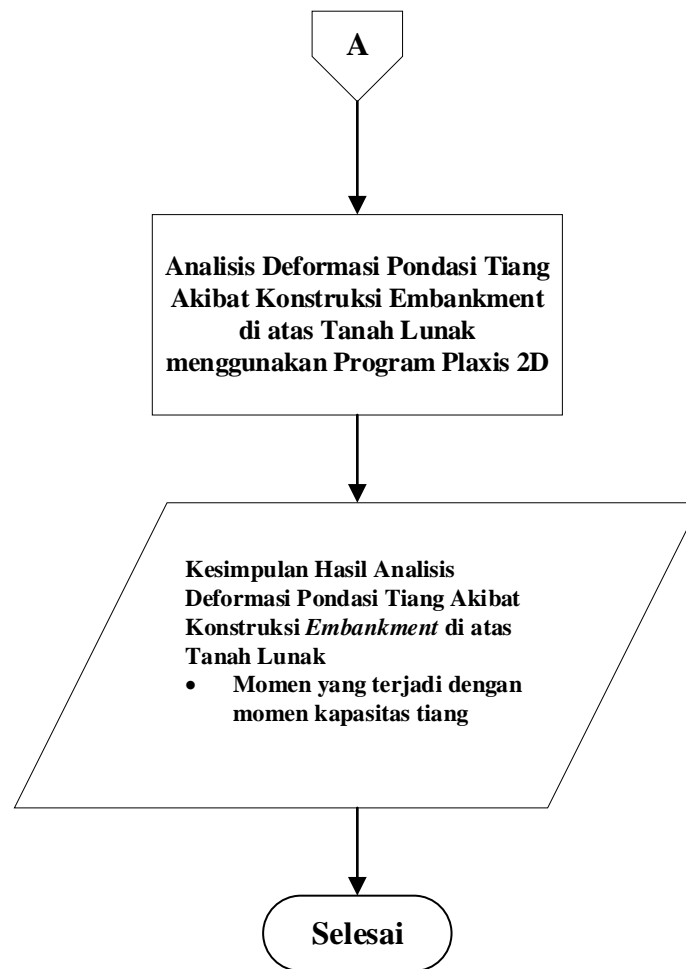 A
Analisis Deformasi Pondasi Tiang
Akibat Konstruksi Embankment
di atas Tanah Lunak
menggunakan Program Plaxis 2D
Kesimpulan Hasil Analisis
Deformasi Pondasi Tiang Akibat
Konstruksi Embankment di atas
Tanah Lunak
• Momen yang terjadi dengan
momen kapasitas tiang
Selesai